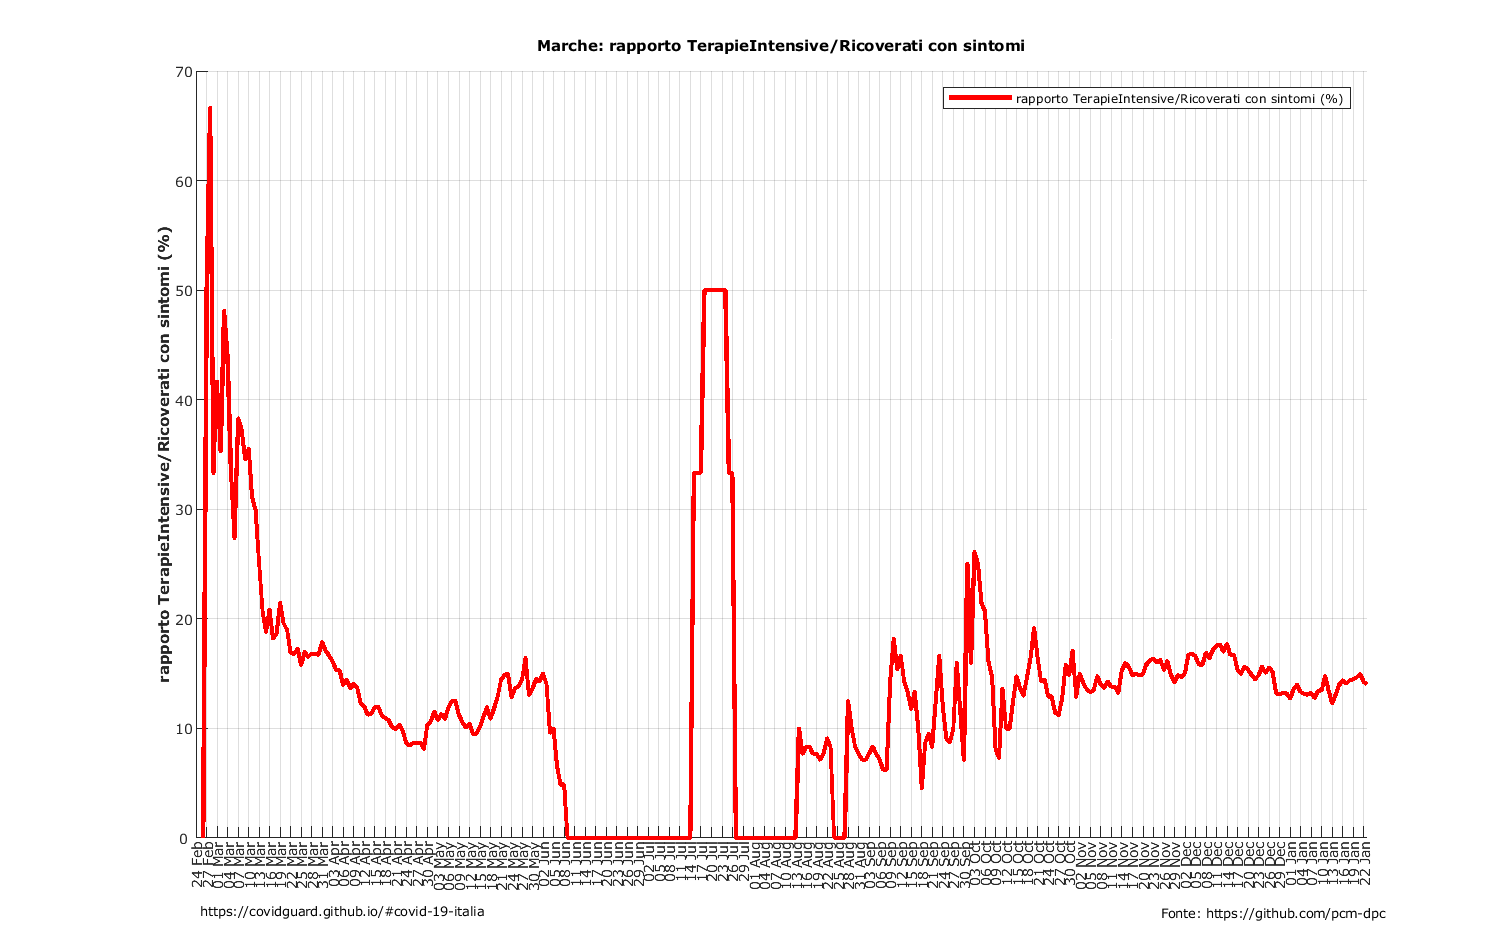 Marche: rapporto TerapieIntensive/Ricoverati con sintomi
rapporto TerapieIntensive/Ricoverati con sintomi (%)
rapporto TerapieIntensive/Ricoverati con sintomi (%)
70
60
50
40
30
20
10
0
24 Feb
27 Feb
01 Mar
04 Mar
07 Mar
10 Mar
13 Mar
16 Mar
19 Mar
22 Mar
25 Mar
28 Mar
31 Mar
03 Apr
06 Apr
09 Apr
12 Apr
15 Apr
18 Apr
21 Apr
24 Apr
27 Apr
30 Apr
03 May
06 May
09 May
12 May
15 May
18 May
21 May
24 May
27 May
30 May
02 Jun
05 Jun
08 Jun
11 Jun
14 Jun
17 Jun
20 Jun
23 Jun
26 Jun
29 Jun
02 Jul
05 Jul
08 Jul
11 Jul
14 Jul
17 Jul
20 Jul
23 Jul
26 Jul
29 Jul
01 Aug
04 Aug
07 Aug
10 Aug
13 Aug
16 Aug
19 Aug
22 Aug
25 Aug
28 Aug
31 Aug
03 Sep
06 Sep
09 Sep
12 Sep
15 Sep
18 Sep
21 Sep
24 Sep
27 Sep
30 Sep
03 Oct
06 Oct
09 Oct
12 Oct
15 Oct
18 Oct
21 Oct
24 Oct
27 Oct
30 Oct
02 Nov
05 Nov
08 Nov
11 Nov
14 Nov
17 Nov
20 Nov
23 Nov
26 Nov
29 Nov
02 Dec
05 Dec
08 Dec
11 Dec
14 Dec
17 Dec
20 Dec
23 Dec
26 Dec
29 Dec
01 Jan
04 Jan
07 Jan
10 Jan
13 Jan
16 Jan
19 Jan
22 Jan
https://covidguard.github.io/#covid-19-italia
Fonte: https://github.com/pcm-dpc